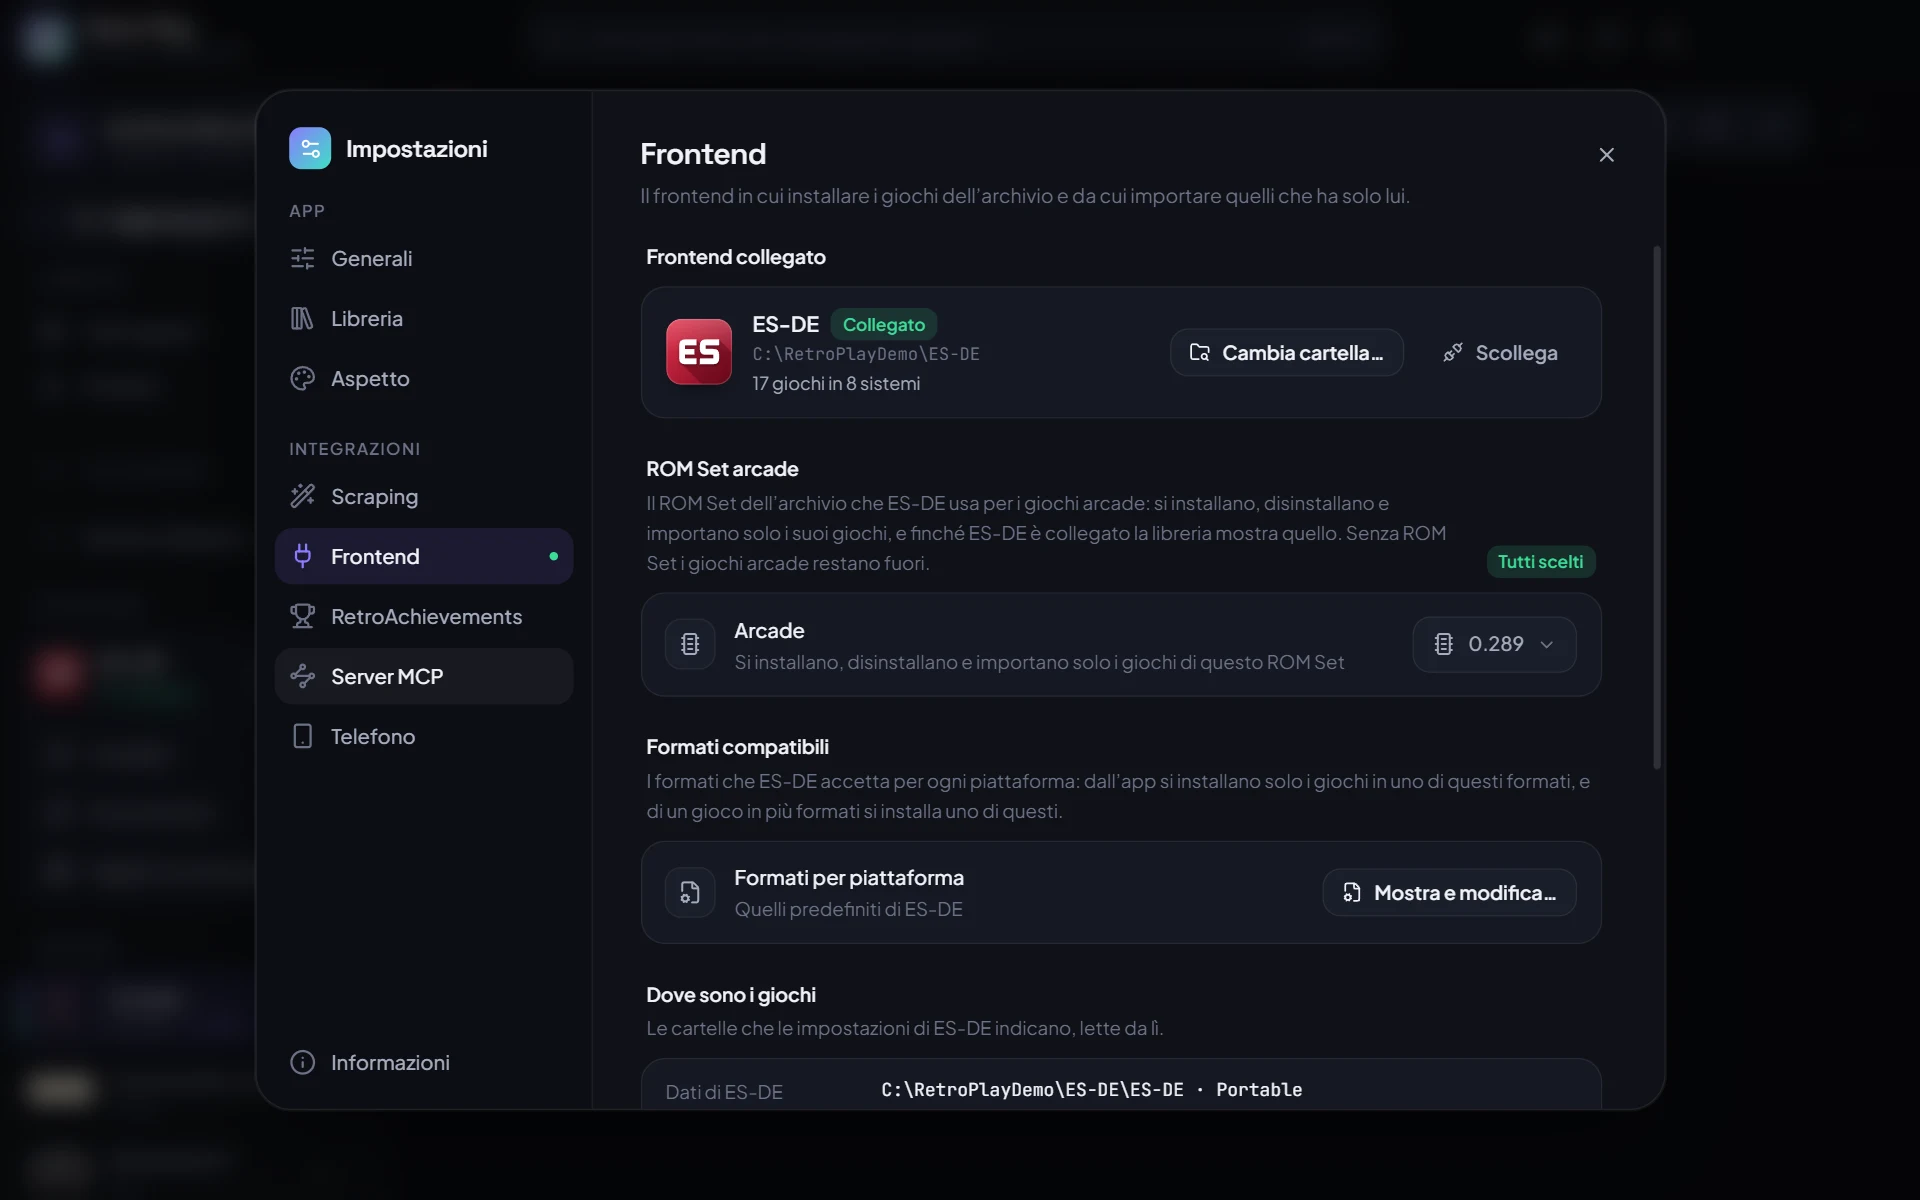 Impostazioni
APP
Generali
Libreria
Aspetto
INTEGRAZIONI
Scraping
Frontend
RetroAchievements
Server MCP
Telefono
Informazioni
Frontend
Il frontend in cui installare i giochi dell’archivio e da cui importare quelli che ha solo lui.
Frontend collegato
ES
ES-DE Collegato
C:\RetroPlayDemo\ES-DE
17 giochi in 8 sistemi
Cambia cartella…
Scollega
ROM Set arcade
Il ROM Set dell’archivio che ES-DE usa per i giochi arcade: si installano, disinstallano e
importano solo i suoi giochi, e finché ES-DE è collegato la libreria mostra quello. Senza ROM
Set i giochi arcade restano fuori.
Tutti scelti
Arcade
Si installano, disinstallano e importano solo i giochi di questo ROM Set
0.289
Formati compatibili
I formati che ES-DE accetta per ogni piattaforma: dall’app si installano solo i giochi in uno di questi formati, e
di un gioco in più formati si installa uno di questi.
Formati per piattaforma
Quelli predefiniti di ES-DE
Mostra e modifica…
Dove sono i giochi
Le cartelle che le impostazioni di ES-DE indicano, lette da lì.
Dati di ES-DE
C:\RetroPlayDemo\ES-DE\ES-DE · Portable